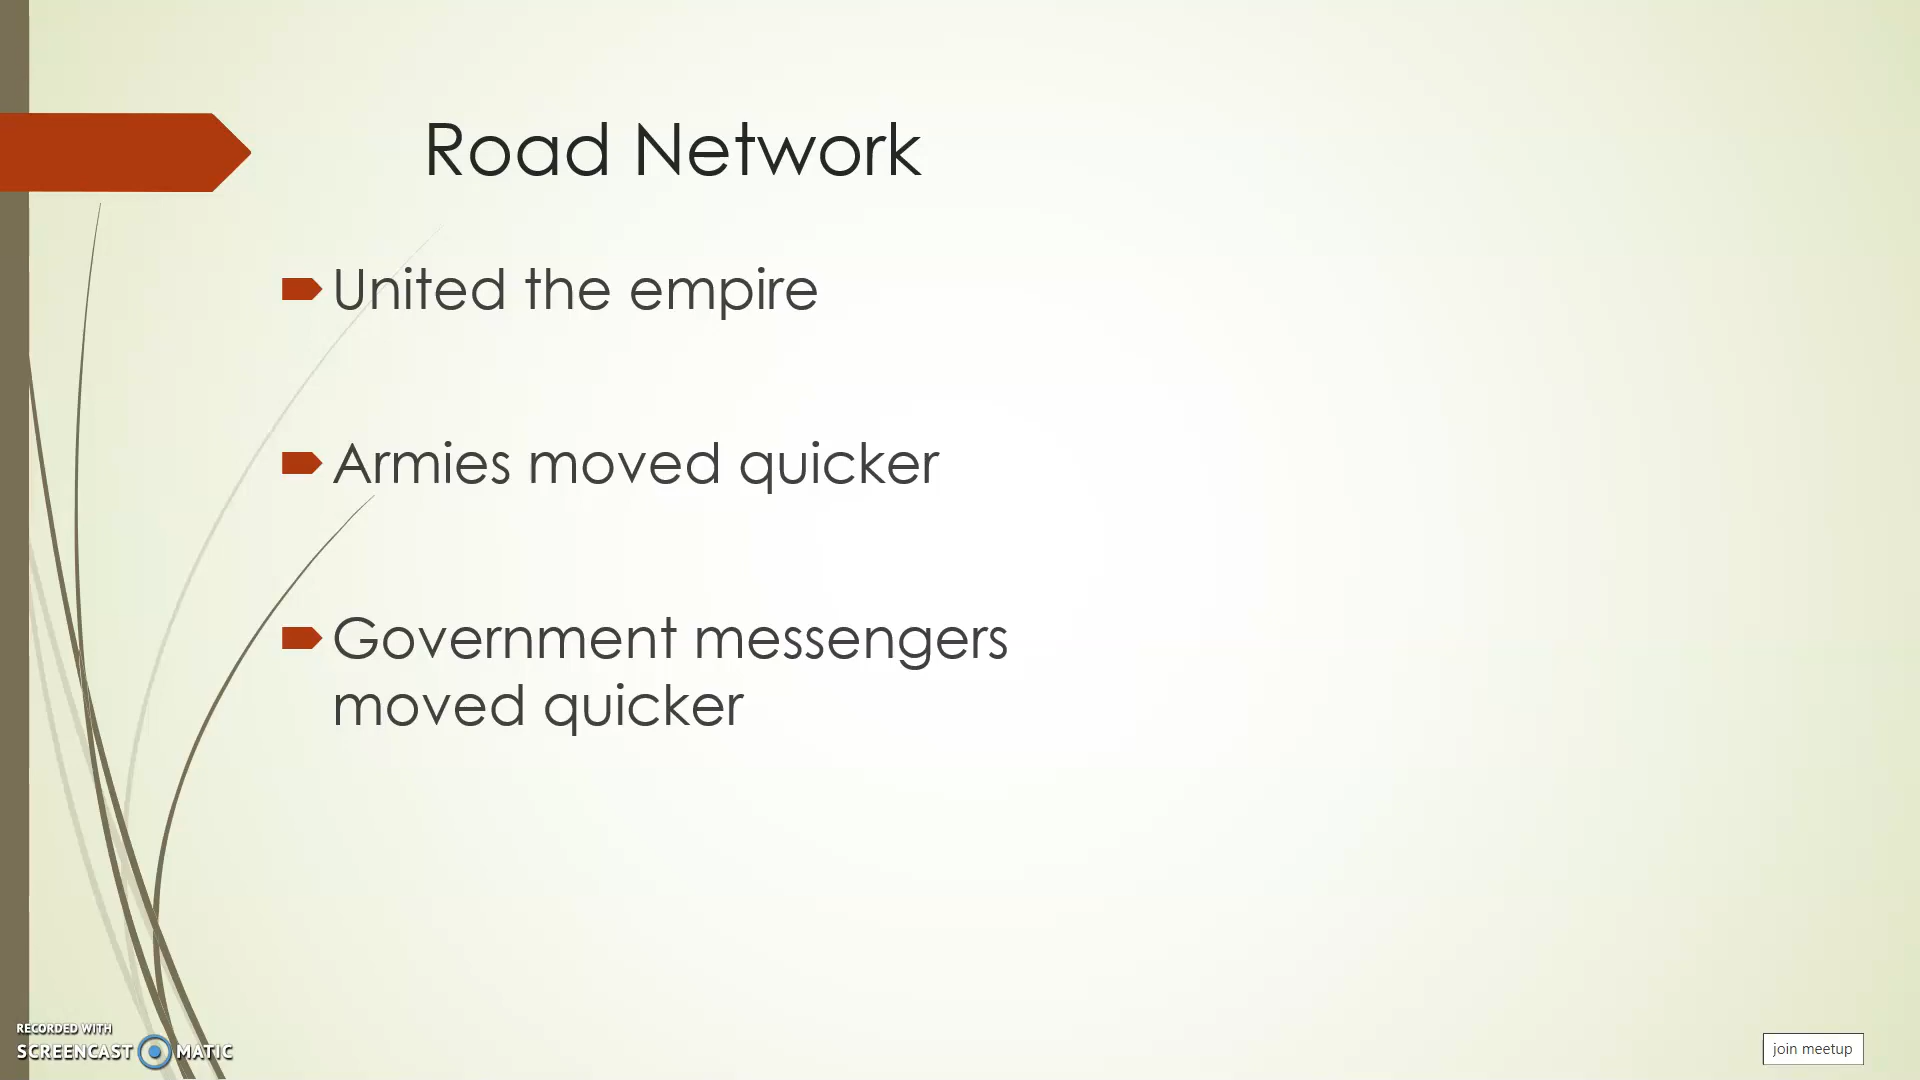 Road Network
United the empire
Armies moved quicker
Government messengers
moved quicker
RECORDED WITH
SCREENCAST MATIC
join meetup